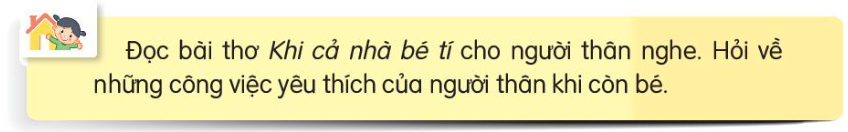 Đọc bài thơ Khi cả nhà bé tí cho người thân nghe. Hỏi về
những công việc yêu thích của người thân khi còn bé.